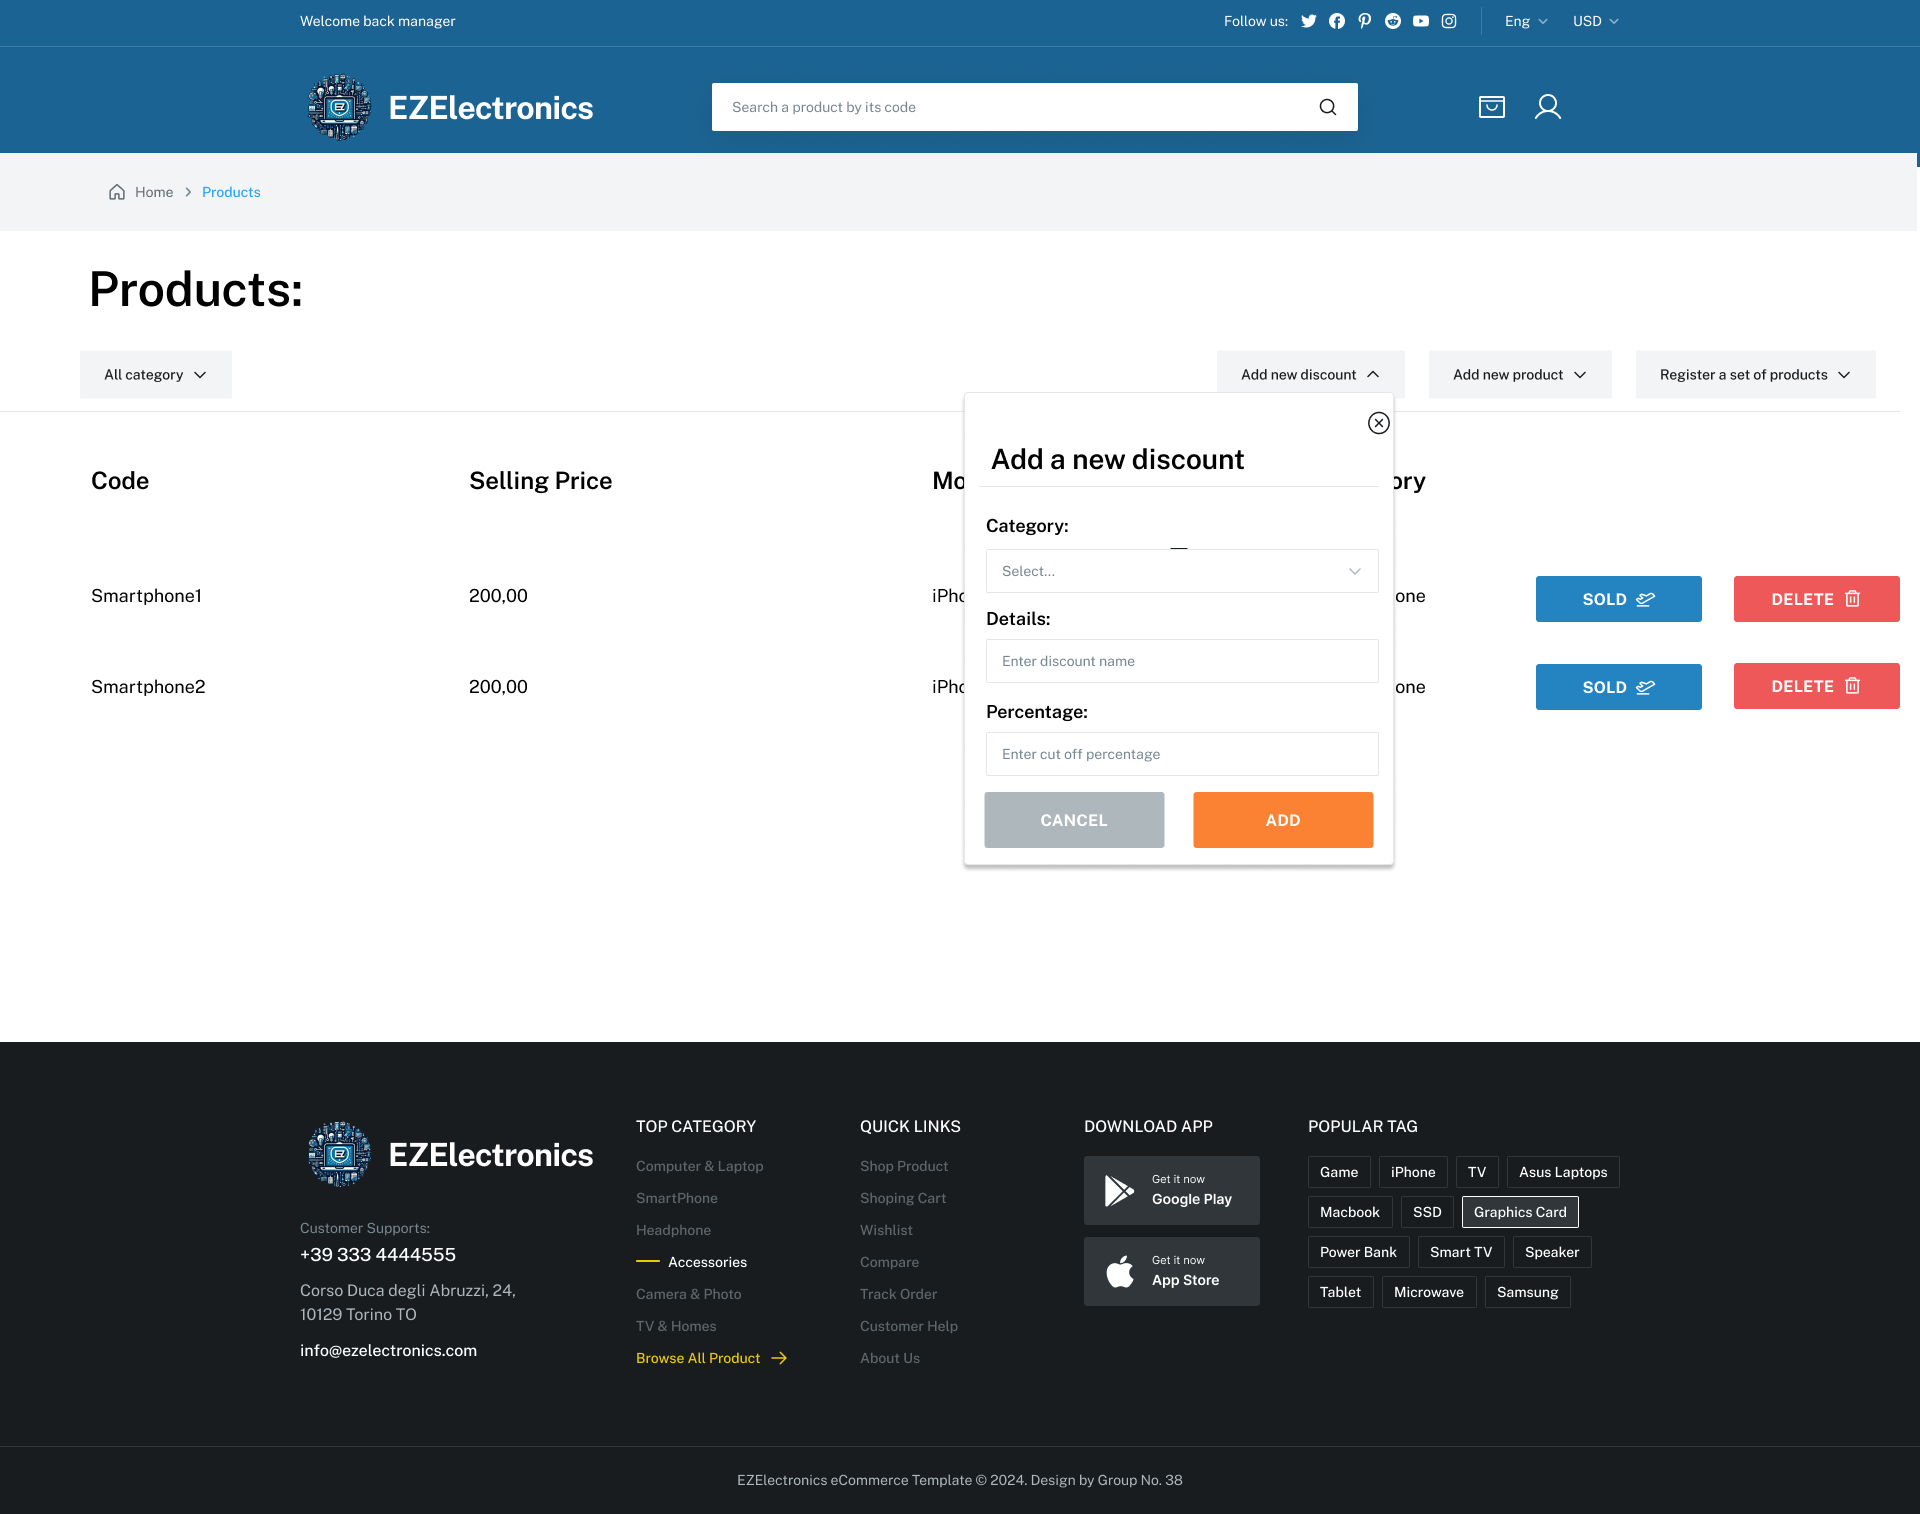 Welcome back manager
Follow us:
Eng
USD
EZElectronics
Search a product by its code
Home
Products
Products:
All category
Add new discount
Add new product
Register a set of products
Add a new discount
Code
Selling Price
Mo
ory
Category:
Select...
Smartphone1
200,00
iPho
one
SOLD
DELETE
Details:
Enter discount name
Smartphone2
200,00
iPho
one
SOLD
DELETE
Percentage:
Enter cut off percentage
CANCEL
ADD
EZElectronics
Customer Supports:
+39 333 4444555
Corso Duca degli Abruzzi, 24,
10129 Torino TO
info@ezelectronics.com
TOP CATEGORY
Computer & Laptop
SmartPhone
Headphone
Accessories
Camera & Photo
TV & Homes
Browse All Product
QUICK LINKS
Shop Product
Shoping Cart
Wishlist
Compare
Track Order
Customer Help
About Us
DOWNLOAD APP
Get it now
Google Play
Get it now
App Store
POPULAR TAG
Game
iPhone
TV
Asus Laptops
Macbook
SSD
Graphics Card
Power Bank
Smart TV
Speaker
Tablet
Microwave
Samsung
EZElectronics eCommerce Template © 2024. Design by Group No. 38